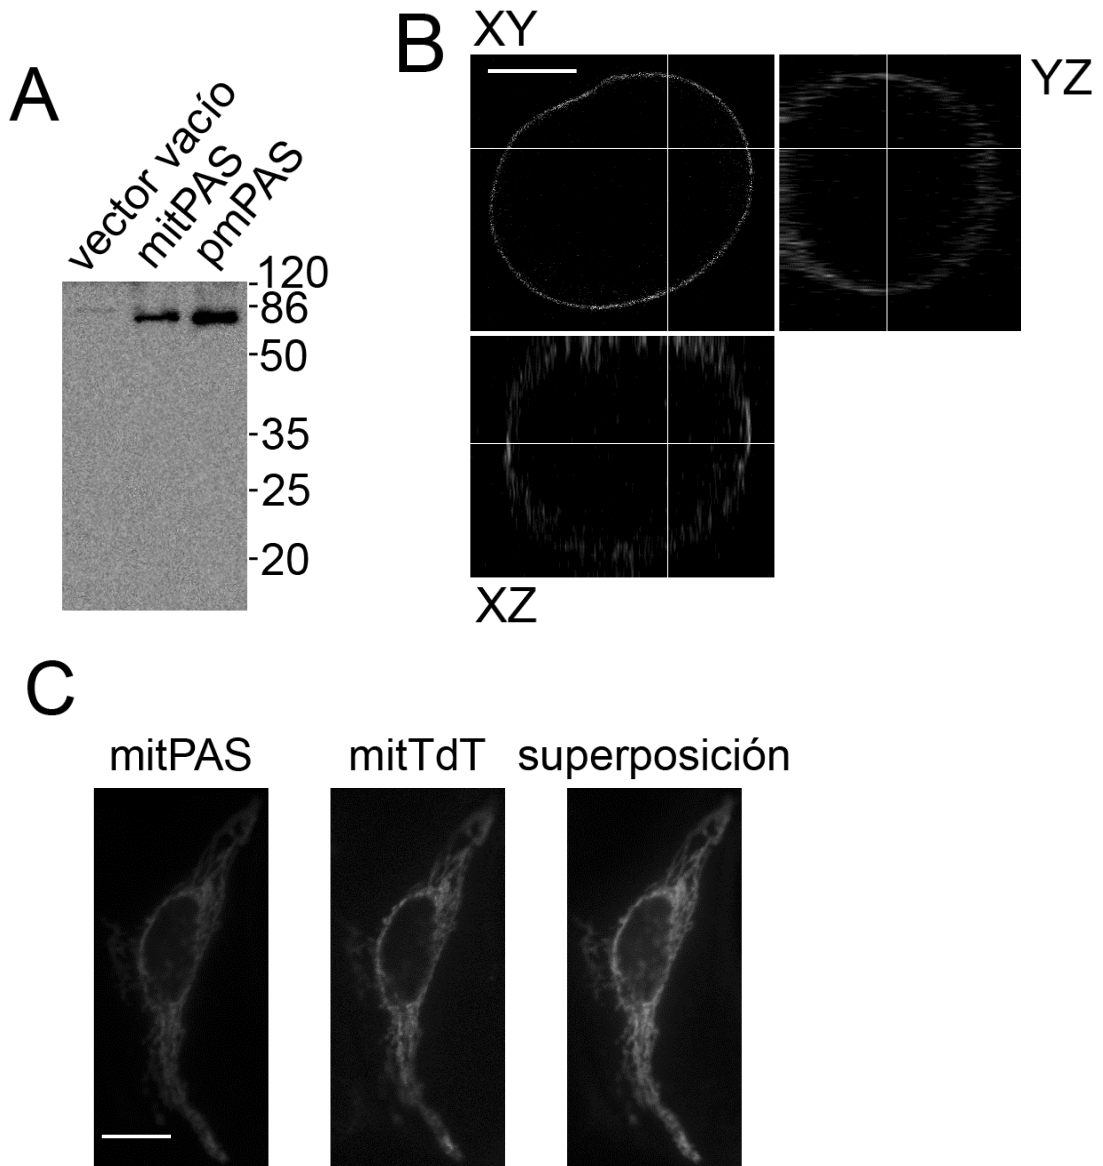 A
vector vacío
mitPAS
pmPAS
-120
-86
-50
-35
-25
-20
B
XY
YZ
XZ
C
mitPAS
mitTdT
superposición